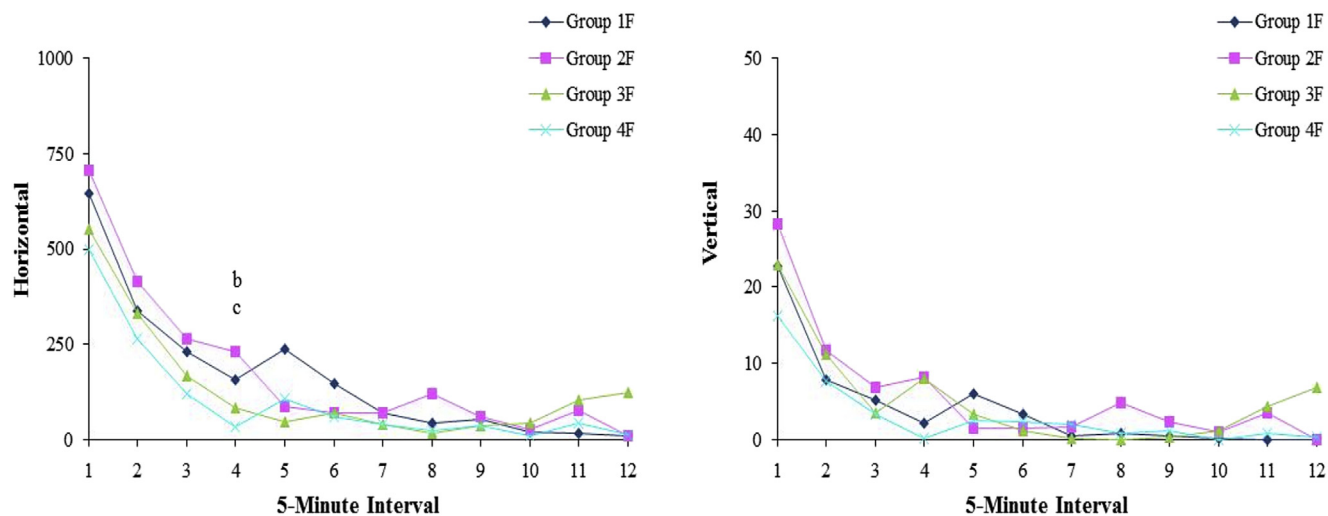 Group 1F
Group 2F
Group 3F
Group 4F
1000
750
500
250
0
Horizontal
b
c
1 2 3 4 5 6 7 8 9 10 11 12
5-Minute Interval
Group 1F
Group 2F
Group 3F
Group 4F
50
40
30
20
10
0
Vertical
1 2 3 4 5 6 7 8 9 10 11 12
5-Minute Interval